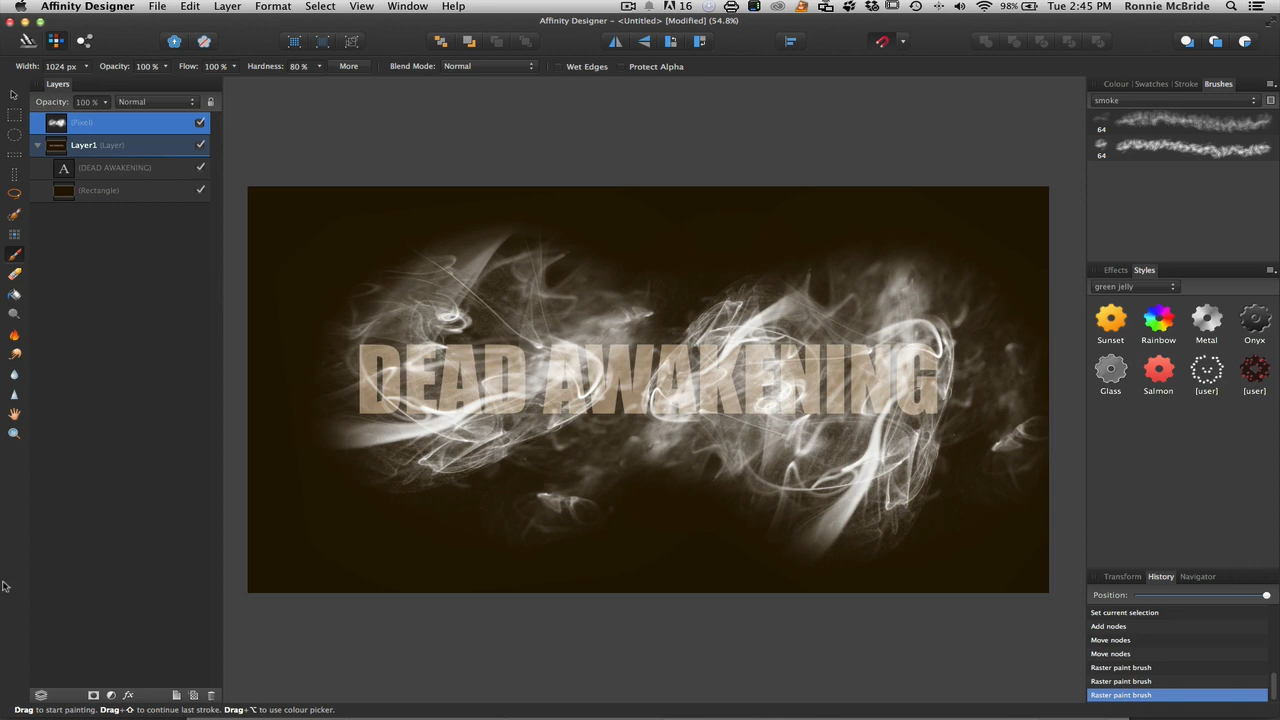 Affinity Designer File Edit Layer Format Select View Window Help 16 98% Tue 2:45 PM Ronnie McBride
Affinity Designer - <Untitled> [Modified] (54.8%)
Width: 1024 px Opacity: 100 % Flow: 100 % Hardness: 80 % More Blend Mode: Normal Wet Edges Protect Alpha
Layers
Opacity: 100 % Normal
(Pixel)
Layer1 (Layer)
A (DEAD AWAKENING)
(Rectangle)
DEAD AWAKENING
Colour Swatches Stroke Brushes
smoke
64
64
Effects Styles
green jelly
Sunset Rainbow Metal Onyx
Glass Salmon [user] [user]
Transform History Navigator
Position:
Set current selection
Add nodes
Move nodes
Move nodes
Raster paint brush
Raster paint brush
Raster paint brush
fx
Drag to start painting. Drag+⇧ to continue last stroke. Drag+⌥ to use colour picker.